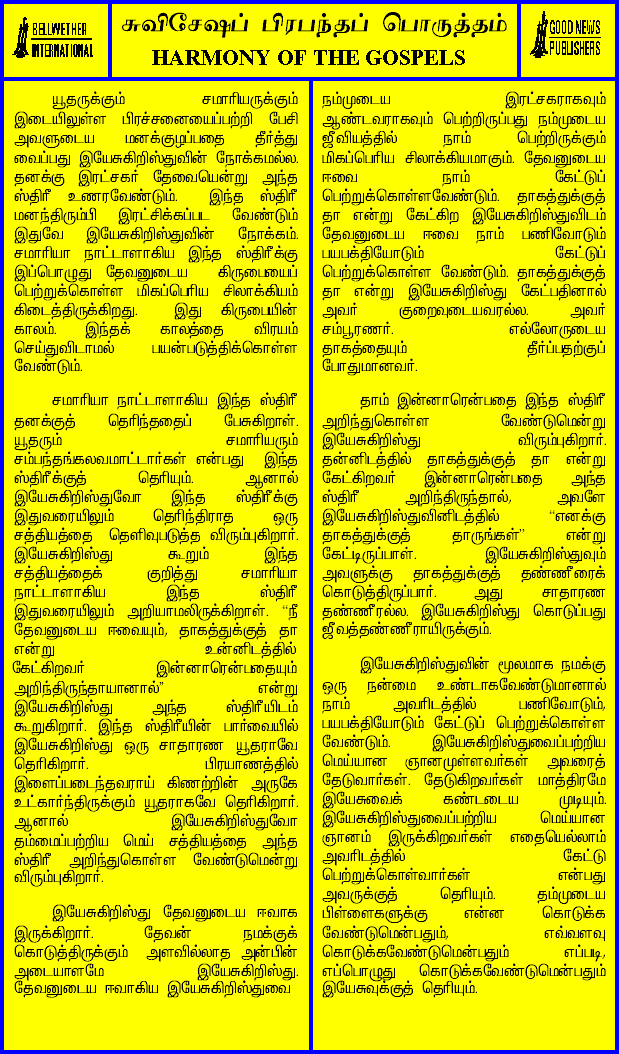 BELLWETHER
INTERNATIONAL
சுவிசேஷப் பிரபந்தப் பொருத்தம்
HARMONY OF THE GOSPELS
GOOD NEWS
PUBLISHERS
யூதருக்கும் சமாரியருக்கும்
இடையிலுள்ள பிரச்சனையைப்பற்றி பேசி
அவளுடைய மனக்குழப்பதை தீர்த்து
வைப்பது இயேசுகிறிஸ்துவின் நோக்கமல்ல.
தனக்கு இரட்சகர் தேவையென்று அந்த
ஸ்திரீ உணரவேண்டும். இந்த ஸ்திரீ
மனந்திரும்பி இரட்சிக்கப்பட வேண்டும்
இதுவே இயேசுகிறிஸ்துவின் நோக்கம்.
சமாரியா நாட்டாளாகிய இந்த ஸ்திரீக்கு
இப்பொழுது தேவனுடைய கிருபையைப்
பெற்றுக்கொள்ள மிகப்பெரிய சிலாக்கியம்
கிடைத்திருக்கிறது. இது கிருபையின்
காலம். இந்தக் காலத்தை விரயம்
செய்துவிடாமல் பயன்படுத்திக்கொள்ள
வேண்டும்.
சமாரியா நாட்டாளாகிய இந்த ஸ்திரீ
தனக்குத் தெரிந்ததைப் பேசுகிறாள்.
யூதரும் சமாரியரும்
சம்பந்தங்கலவமாட்டார்கள் என்பது இந்த
ஸ்திரீக்குத் தெரியும். ஆனால்
இயேசுகிறிஸ்துவோ இந்த ஸ்திரீக்கு
இதுவரையிலும் தெரிந்திராத ஒரு
சத்தியத்தை தெளிவுபடுத்த விரும்புகிறார்.
இயேசுகிறிஸ்து கூறும் இந்த
சத்தியத்தைக் குறித்து சமாரியா
நாட்டாளாகிய இந்த ஸ்திரீ
இதுவரையிலும் அறியாமலிருக்கிறாள். “நீ
தேவனுடைய ஈவையும், தாகத்துக்குத் தா
என்று உன்னிடத்தில்
கேட்கிறவர் இன்னாரென்பதையும்
அறிந்திருந்தாயானால்” என்று
இயேசுகிறிஸ்து அந்த ஸ்திரீயிடம்
கூறுகிறார். இந்த ஸ்திரீயின் பார்வையில்
இயேசுகிறிஸ்து ஒரு சாதாரண யூதராவே
தெரிகிறார். பிரயாணத்தில்
இளைப்படைந்தவராய் கிணற்றின் அருகே
உட்கார்ந்திருக்கும் யூதராகவே தெரிகிறார்.
ஆனால் இயேசுகிறிஸ்துவோ
தம்மைப்பற்றிய மெய் சத்தியத்தை அந்த
ஸ்திரீ அறிந்துகொள்ள வேண்டுமென்று
விரும்புகிறார்.
இயேசுகிறிஸ்து தேவனுடைய ஈவாக
இருக்கிறார். தேவன் நமக்குக்
கொடுத்திருக்கும் அளவில்லாத அன்பின்
அடையாளமே இயேசுகிறிஸ்து.
தேவனுடைய ஈவாகிய இயேசுகிறிஸ்துவை
நம்முடைய இரட்சகராகவும்
ஆண்டவராகவும் பெற்றிருப்பது நம்முடைய
ஜீவியத்தில் நாம் பெற்றிருக்கும்
மிகப்பெரிய சிலாக்கியமாகும். தேவனுடைய
ஈவை நாம் கேட்டுப்
பெற்றுக்கொள்ளவேண்டும். தாகத்துக்குத்
தா என்று கேட்கிற இயேசுகிறிஸ்துவிடம்
தேவனுடைய ஈவை நாம் பணிவோடும்
பயபக்தியோடும் கேட்டுப்
பெற்றுக்கொள்ள வேண்டும். தாகத்துக்குத்
தா என்று இயேசுகிறிஸ்து கேட்பதினால்
அவர் குறைவுடையவரல்ல. அவர்
சம்பூரணர். எல்லோருடைய
தாகத்தையும் தீர்ப்பதற்குப்
போதுமானவர்.
தாம் இன்னாரென்பதை இந்த ஸ்திரீ
அறிந்துகொள்ள வேண்டுமென்று
இயேசுகிறிஸ்து விரும்புகிறார்.
தன்னிடத்தில் தாகத்துக்குத் தா என்று
கேட்கிறவர் இன்னாரென்பதை அந்த
ஸ்திரீ அறிந்திருந்தால், அவளே
இயேசுகிறிஸ்துவினிடத்தில் “எனக்கு
தாகத்துக்குத் தாருங்கள்” என்று
கேட்டிருப்பாள். இயேசுகிறிஸ்துவும்
அவளுக்கு தாகத்துக்குத் தண்ணீரைக்
கொடுத்திருப்பார். அது சாதாரண
தண்ணீரல்ல. இயேசுகிறிஸ்து கொடுப்பது
ஜீவத்தண்ணீராயிருக்கும்.
இயேசுகிறிஸ்துவின் மூலமாக நமக்கு
ஒரு நன்மை உண்டாகவேண்டுமானால்
நாம் அவரிடத்தில் பணிவோடும்,
பயபக்தியோடும் கேட்டுப் பெற்றுக்கொள்ள
வேண்டும். இயேசுகிறிஸ்துவைப்பற்றிய
மெய்யான ஞானமுள்ளவர்கள் அவரைத்
தேடுவார்கள். தேடுகிறவர்கள் மாத்திரமே
இயேசுவைக் கண்டடைய முடியும்.
இயேசுகிறிஸ்துவைப்பற்றிய மெய்யான
ஞானம் இருக்கிறவர்கள் எதையெல்லாம்
அவரிடத்தில் கேட்டு
பெற்றுக்கொள்வார்கள் என்பது
அவருக்குத் தெரியும். தம்முடைய
பிள்ளைகளுக்கு என்ன கொடுக்க
வேண்டுமென்பதும், எவ்வளவு
கொடுக்கவேண்டுமென்பதும் எப்படி,
எப்பொழுது கொடுக்கவேண்டுமென்பதும்
இயேசுவுக்குத் தெரியும்.